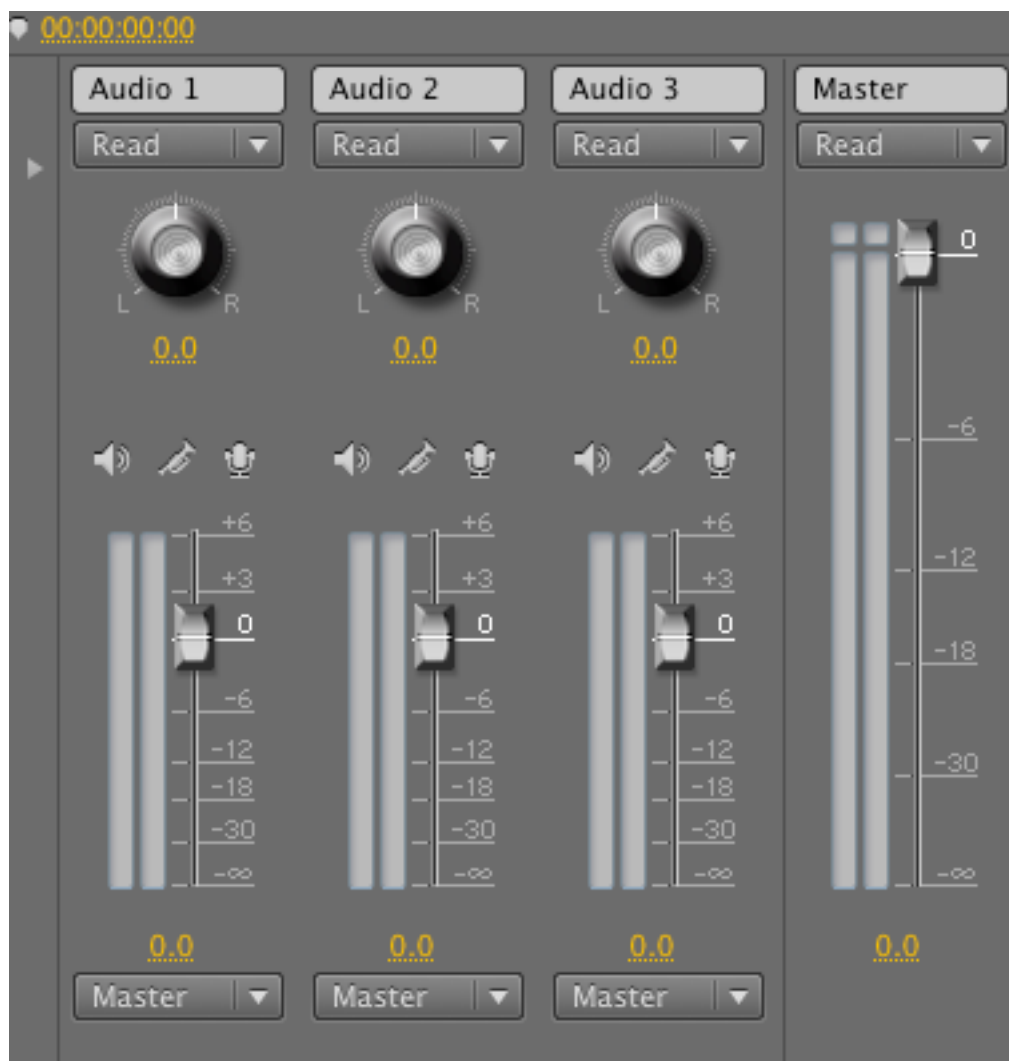 00:00:00:00
Audio 1 Audio 2 Audio 3 Master
Read Read Read Read
0
L R L R L R
0.0 0.0 0.0
-6
+6 +6 +6
-12
+3 +3 +3
0 0 0
-18
-6 -6 -6
-12 -12 -12
-30
-18 -18 -18
-30 -30 -30
-∞ -∞ -∞ -∞
0.0 0.0 0.0 0.0
Master Master Master